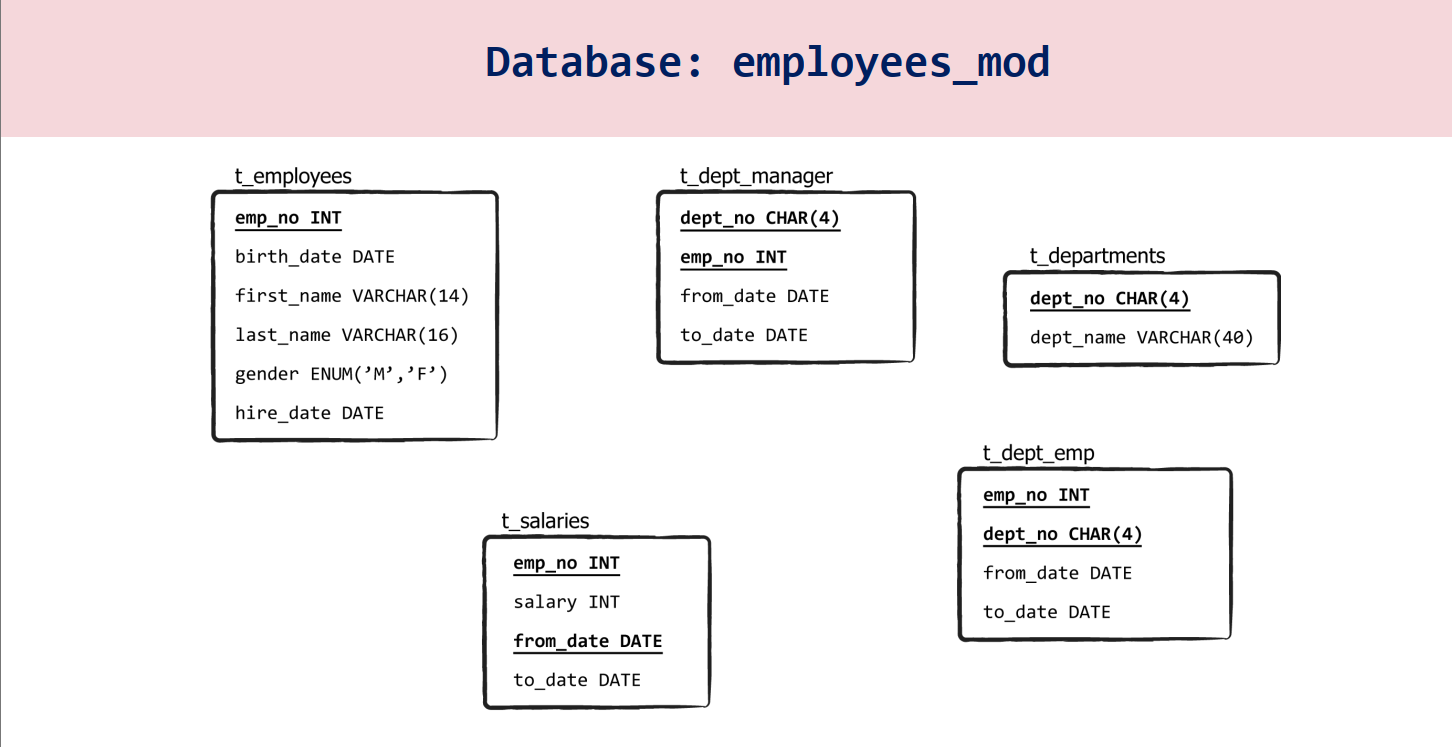 Database: employees_mod
t_employees
emp_no INT
birth_date DATE
first_name VARCHAR(14)
last_name VARCHAR(16)
gender ENUM(’M’,’F’)
hire_date DATE
t_dept_manager
dept_no CHAR(4)
emp_no INT
from_date DATE
to_date DATE
t_departments
dept_no CHAR(4)
dept_name VARCHAR(40)
t_salaries
emp_no INT
salary INT
from_date DATE
to_date DATE
t_dept_emp
emp_no INT
dept_no CHAR(4)
from_date DATE
to_date DATE